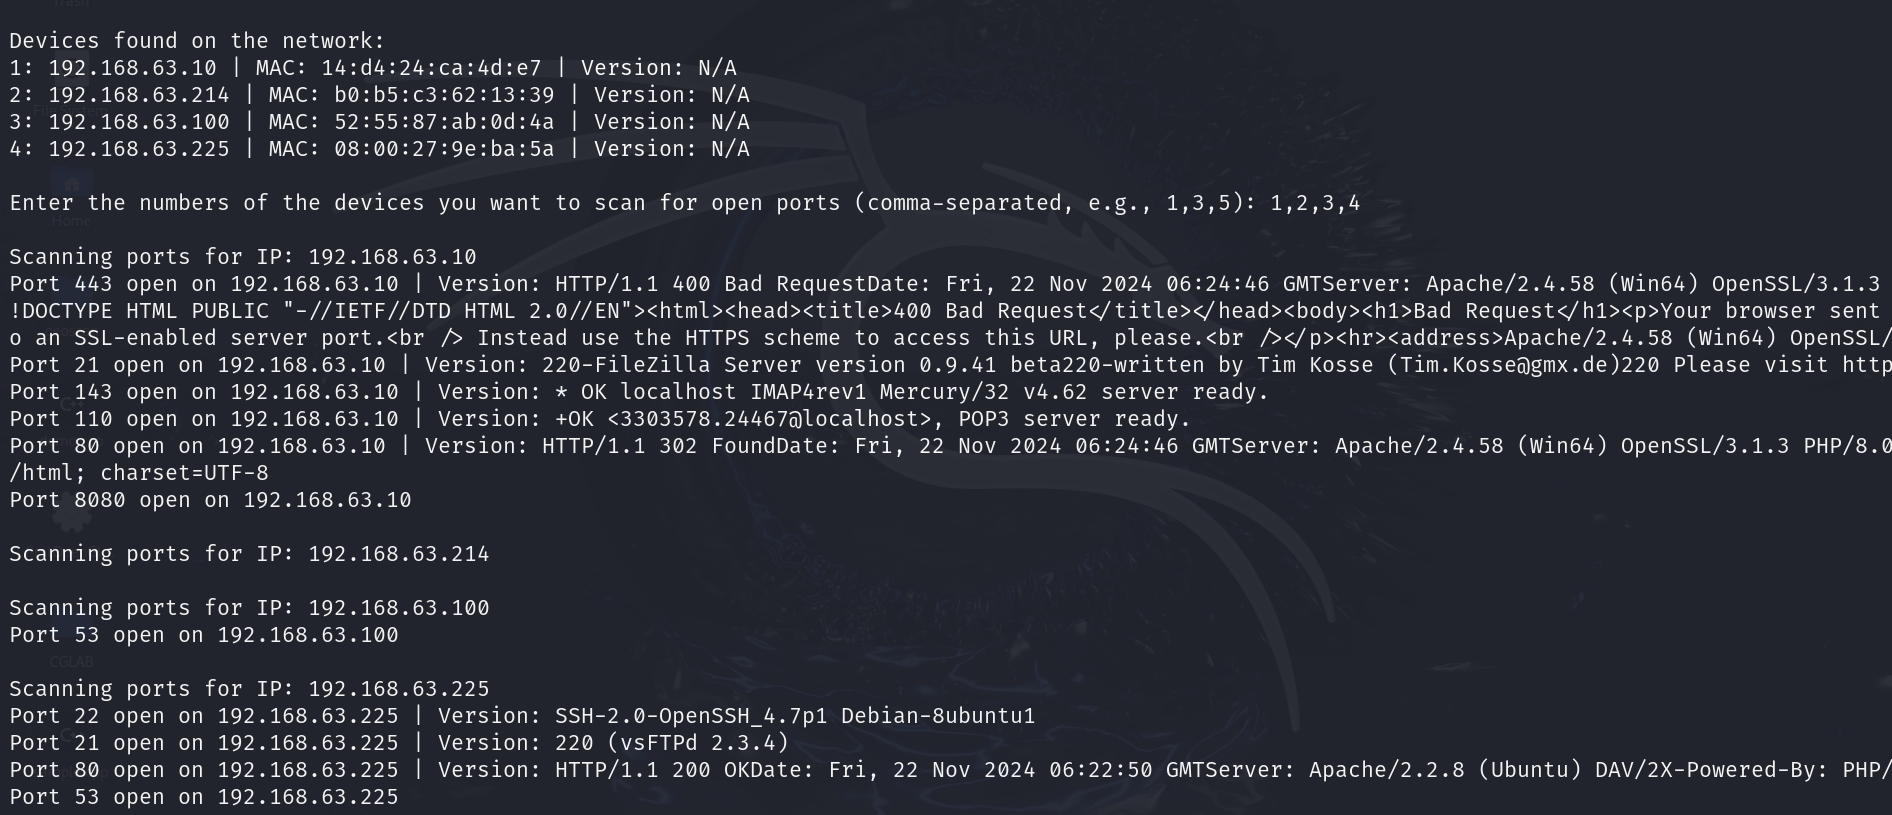 Trash
Devices found on the network:
1: 192.168.63.10 | MAC: 14:d4:24:ca:4d:e7 | Version: N/A
2: 192.168.63.214 | MAC: b0:b5:c3:62:13:39 | Version: N/A
3: 192.168.63.100 | MAC: 52:55:87:ab:0d:4a | Version: N/A
4: 192.168.63.225 | MAC: 08:00:27:9e:ba:5a | Version: N/A
Home
Enter the numbers of the devices you want to scan for open ports (comma-separated, e.g., 1,3,5): 1,2,3,4
Scanning ports for IP: 192.168.63.10
Port 443 open on 192.168.63.10 | Version: HTTP/1.1 400 Bad RequestDate: Fri, 22 Nov 2024 06:24:46 GMTServer: Apache/2.4.58 (Win64) OpenSSL/3.1.3
!DOCTYPE HTML PUBLIC "-//IETF//DTD HTML 2.0//EN"><html><head><title>400 Bad Request</title></head><body><h1>Bad Request</h1><p>Your browser sent
o an SSL-enabled server port.<br /> Instead use the HTTPS scheme to access this URL, please.<br /></p><hr><address>Apache/2.4.58 (Win64) OpenSSL/
Port 21 open on 192.168.63.10 | Version: 220-FileZilla Server version 0.9.41 beta220-written by Tim Kosse (Tim.Kosse@gmx.de)220 Please visit http
Port 143 open on 192.168.63.10 | Version: * OK localhost IMAP4rev1 Mercury/32 v4.62 server ready.
Port 110 open on 192.168.63.10 | Version: +OK <3303578.24467@localhost>, POP3 server ready.
Port 80 open on 192.168.63.10 | Version: HTTP/1.1 302 FoundDate: Fri, 22 Nov 2024 06:24:46 GMTServer: Apache/2.4.58 (Win64) OpenSSL/3.1.3 PHP/8.0
/html; charset=UTF-8
Port 8080 open on 192.168.63.10
Scanning ports for IP: 192.168.63.214
Scanning ports for IP: 192.168.63.100
Port 53 open on 192.168.63.100
CGLAB
Scanning ports for IP: 192.168.63.225
Port 22 open on 192.168.63.225 | Version: SSH-2.0-OpenSSH_4.7p1 Debian-8ubuntu1
Port 21 open on 192.168.63.225 | Version: 220 (vsFTPd 2.3.4)
Port 80 open on 192.168.63.225 | Version: HTTP/1.1 200 OKDate: Fri, 22 Nov 2024 06:22:50 GMTServer: Apache/2.2.8 (Ubuntu) DAV/2X-Powered-By: PHP/
Port 53 open on 192.168.63.225